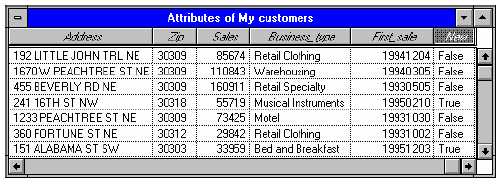 Attributes of My customers
Address Zip Sales Business_type First_sale New
192 LITTLE JOHN TRL NE 30309 85674 Retail Clothing 19941204 False
1670W PEACHTREE ST NE 30309 110843 Warehousing 19940305 False
455 BEVERLY RD NE 30309 160911 Retail Specialty 19930505 False
241 16TH ST NW 30318 55719 Musical Instruments 19950210 True
1233 PEACHTREE ST NE 30309 73425 Motel 19931030 False
360 FORTUNE ST NE 30312 29842 Retail Clothing 19931002 False
151 ALABAMA ST SW 30303 33959 Bed and Breakfast 19951203 True